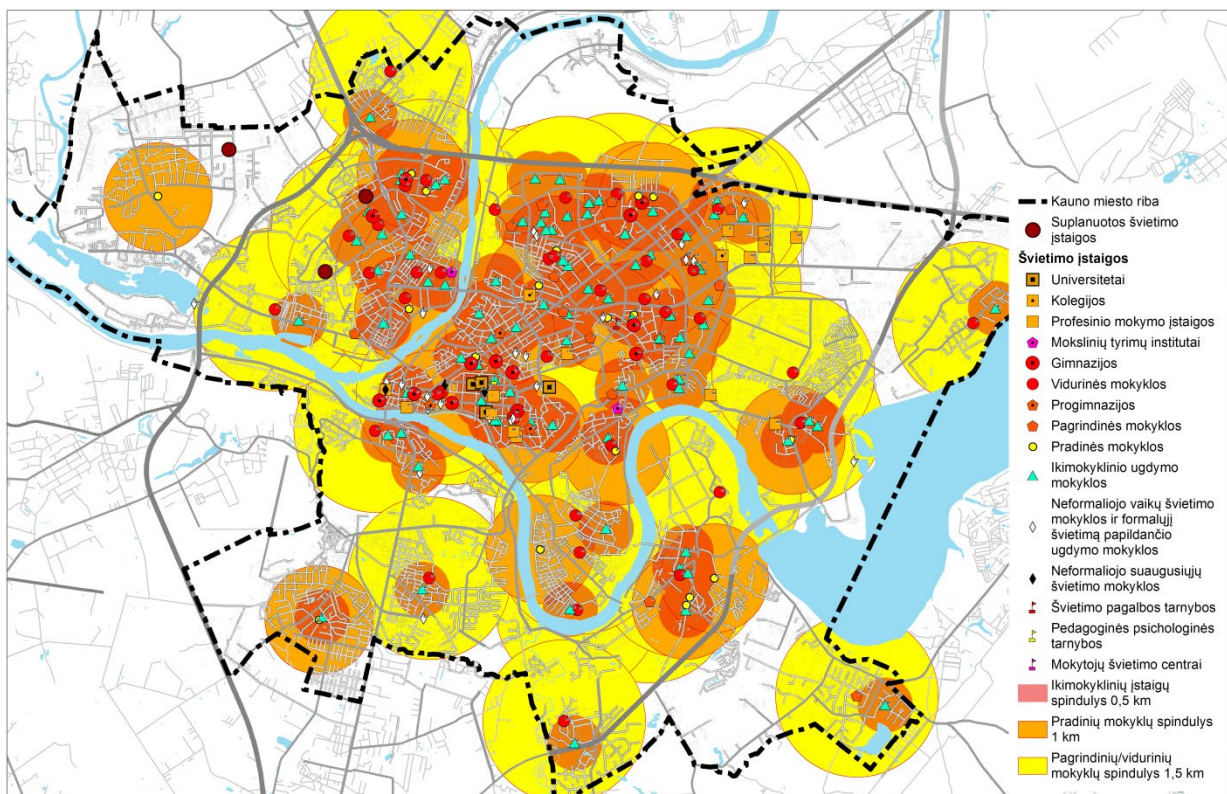 Kauno miesto riba
Suplanuotos švietimo
įstaigos
Švietimo įstaigos
Universitetai
Kolegijos
Profesinio mokymo įstaigos
Mokslinių tyrimų institutai
Gimnazijos
Vidurinės mokyklos
Progimnazijos
Pagrindinės mokyklos
Pradinės mokyklos
Ikimokyklinio ugdymo
mokyklos
Neformaliojo vaikų švietimo
mokyklos ir formalųjį
švietimą papildančio
ugdymo mokyklos
Neformaliojo suaugusiųjų
švietimo mokyklos
Švietimo pagalbos tarnybos
Pedagoginės psichologinės
tarnybos
Mokytojų švietimo centrai
Ikimokyklinių įstaigų
spindulys 0,5 km
Pradinių mokyklų spindulys
1 km
Pagrindinių/vidurinių
mokyklų spindulys 1,5 km